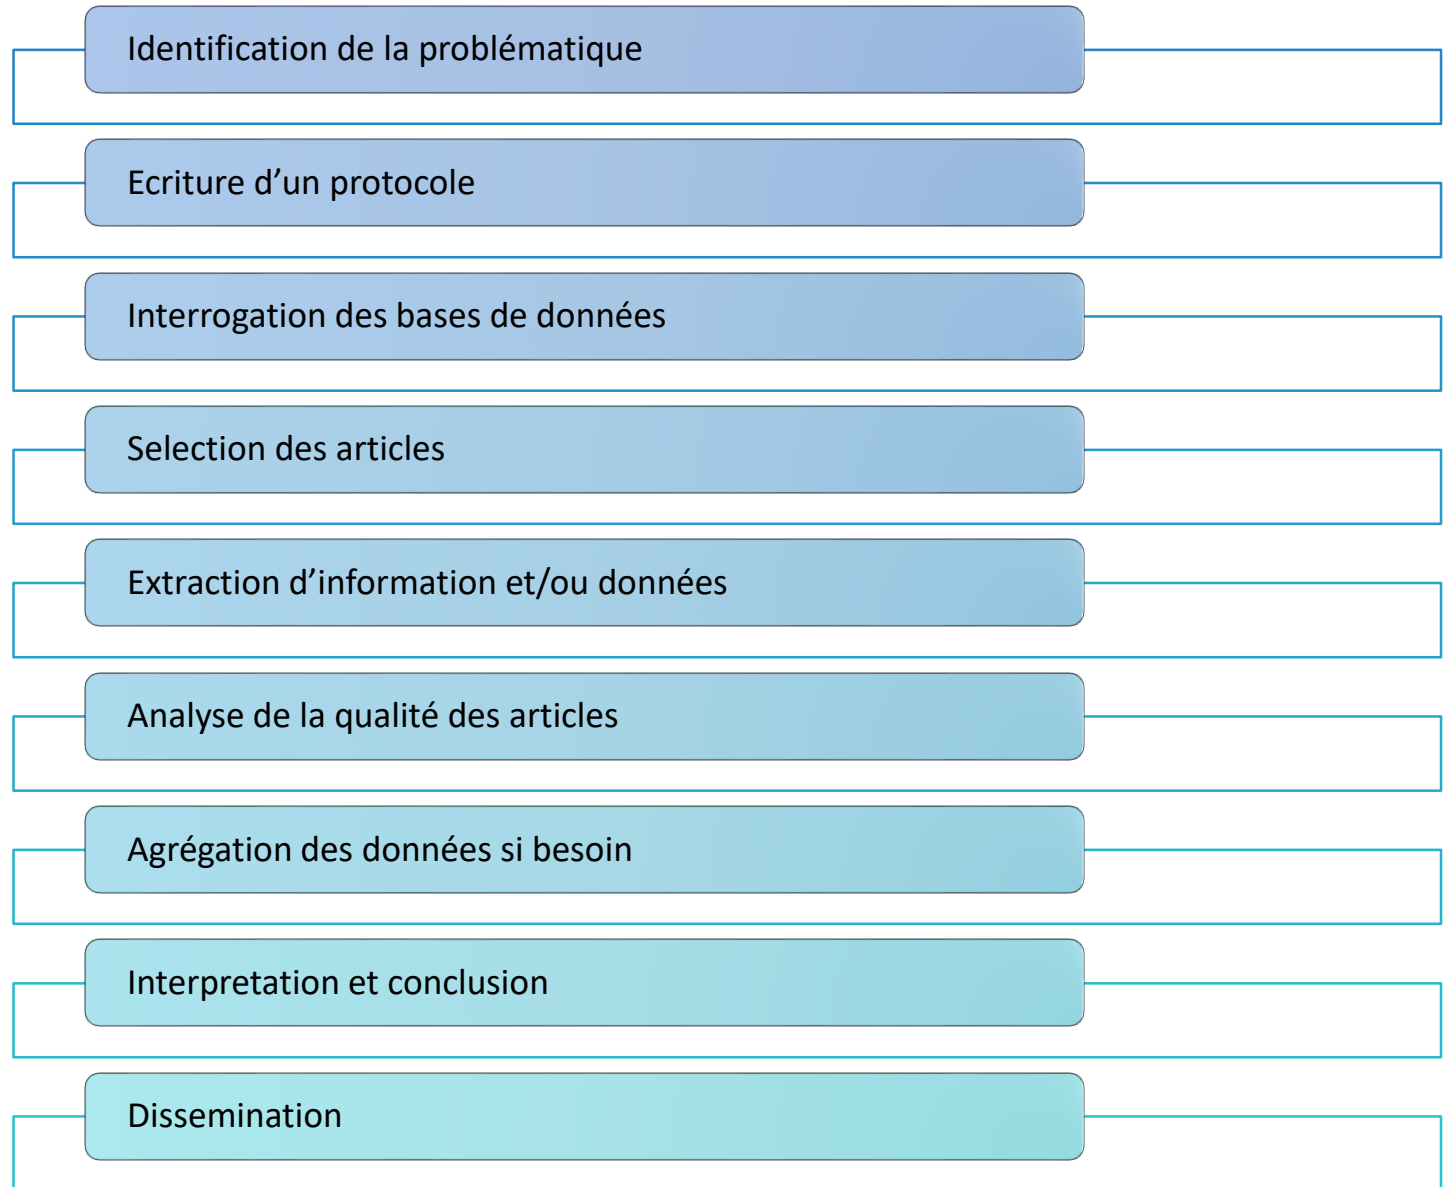 Identification de la problématique
Ecriture d’un protocole
Interrogation des bases de données
Selection des articles
Extraction d’information et/ou données
Analyse de la qualité des articles
Agrégation des données si besoin
Interpretation et conclusion
Dissemination